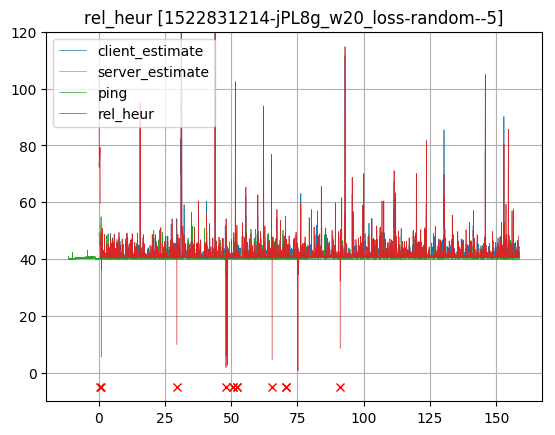 rel_heur [1522831214-jPL8g_w20_loss-random--5]
120
100
80
60
40
20
0
client_estimate
server_estimate
ping
rel_heur
0 25 50 75 100 125 150